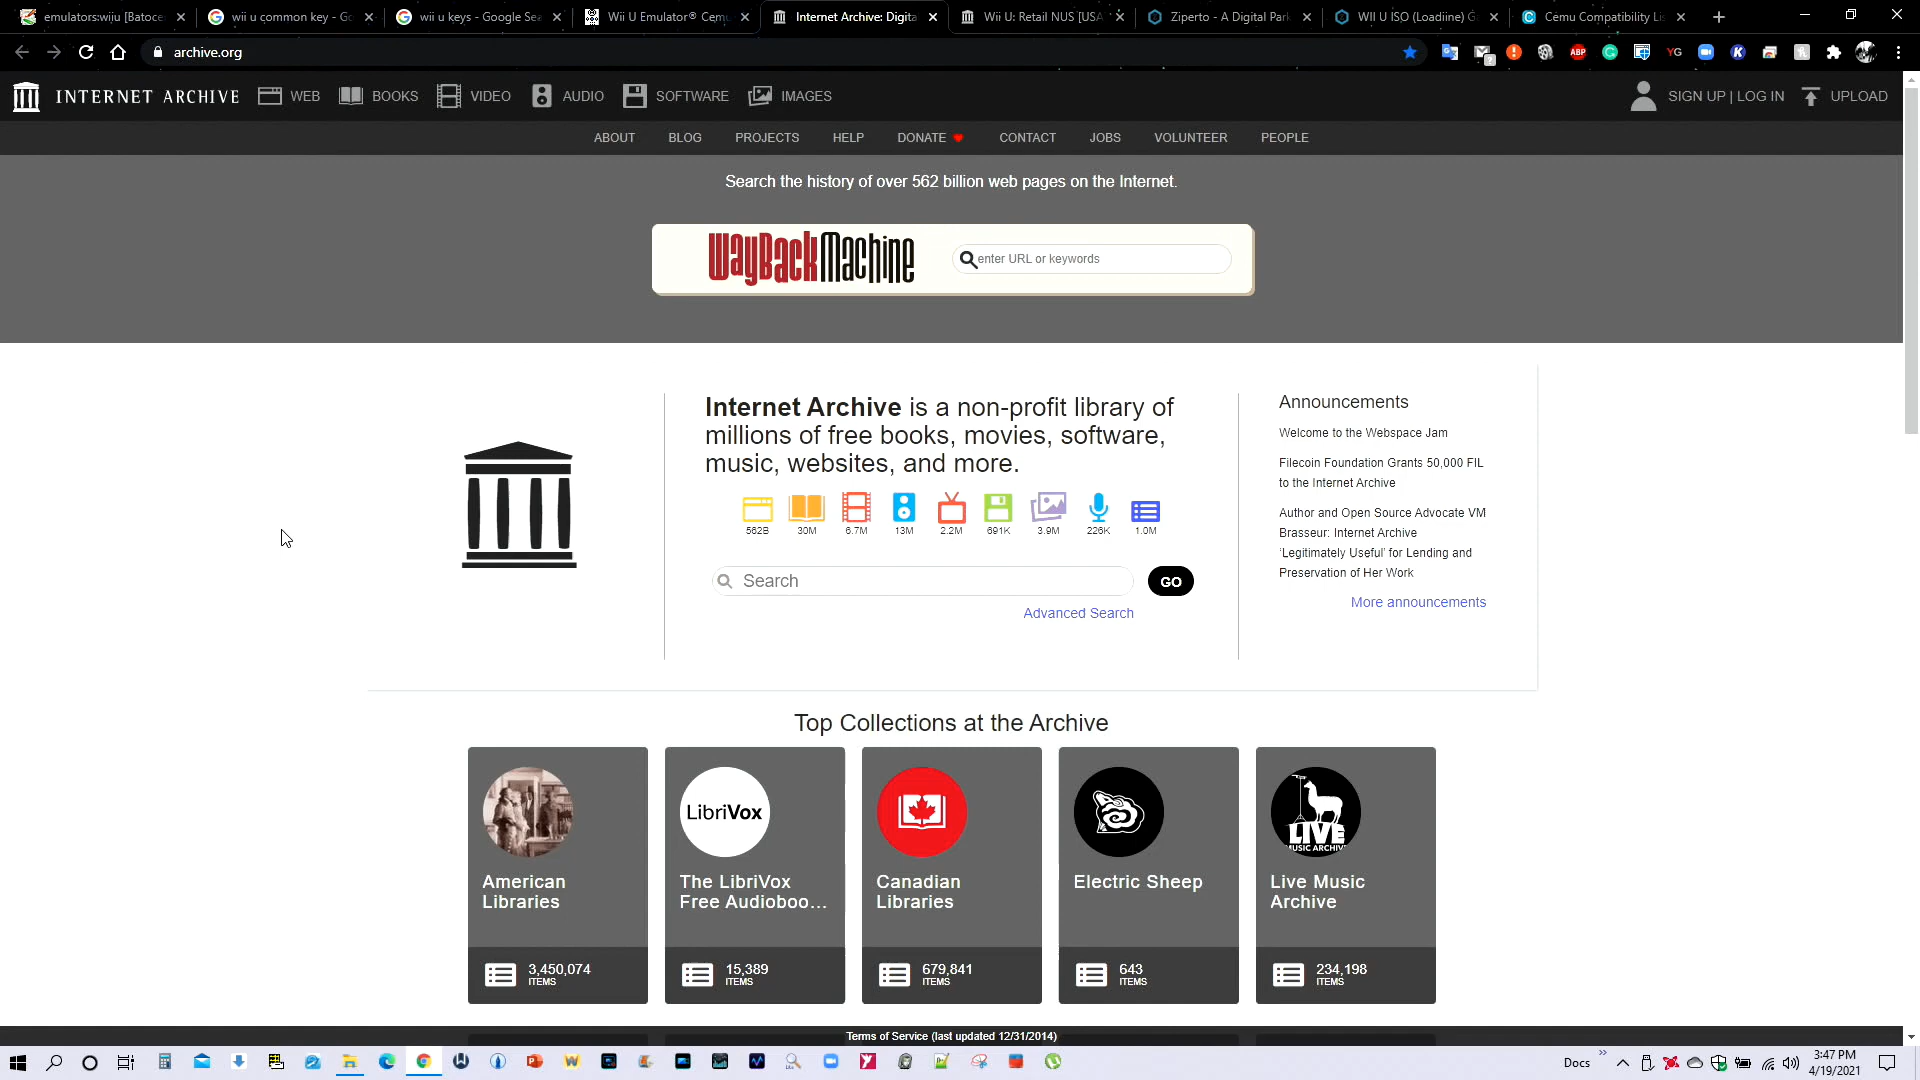 emulators:wiiu [Batocer
wii u common key - Go
wii u keys - Google Sea
Wii U Emulator® Cemu
Internet Archive: Digita
Wii U: Retail NUS [USA
Ziperto - A Digital Park
WII U ISO (Loadiine) G
Cemu Compatibility Lis
archive.org
INTERNET ARCHIVE
WEB
BOOKS
VIDEO
AUDIO
SOFTWARE
IMAGES
SIGN UP | LOG IN
UPLOAD
ABOUT
BLOG
PROJECTS
HELP
DONATE
CONTACT
JOBS
VOLUNTEER
PEOPLE
Search the history of over 562 billion web pages on the Internet.
WayBackMachine
enter URL or keywords
Internet Archive is a non-profit library of
millions of free books, movies, software,
music, websites, and more.
562B
30M
6.7M
13M
2.2M
691K
3.9M
226K
1.0M
Search
GO
Advanced Search
Announcements
Welcome to the Webspace Jam
Filecoin Foundation Grants 50,000 FIL
to the Internet Archive
Author and Open Source Advocate VM
Brasseur: Internet Archive
‘Legitimately Useful’ for Lending and
Preservation of Her Work
More announcements
Top Collections at the Archive
American
Libraries
3,450,074
ITEMS
LibriVox
The LibriVox
Free Audioboo...
15,389
ITEMS
Canadian
Libraries
679,841
ITEMS
Electric Sheep
643
ITEMS
LIVE
MUSIC ARCHIVE
Live Music
Archive
234,198
ITEMS
Terms of Service (last updated 12/31/2014)
Docs
3:47 PM
4/19/2021